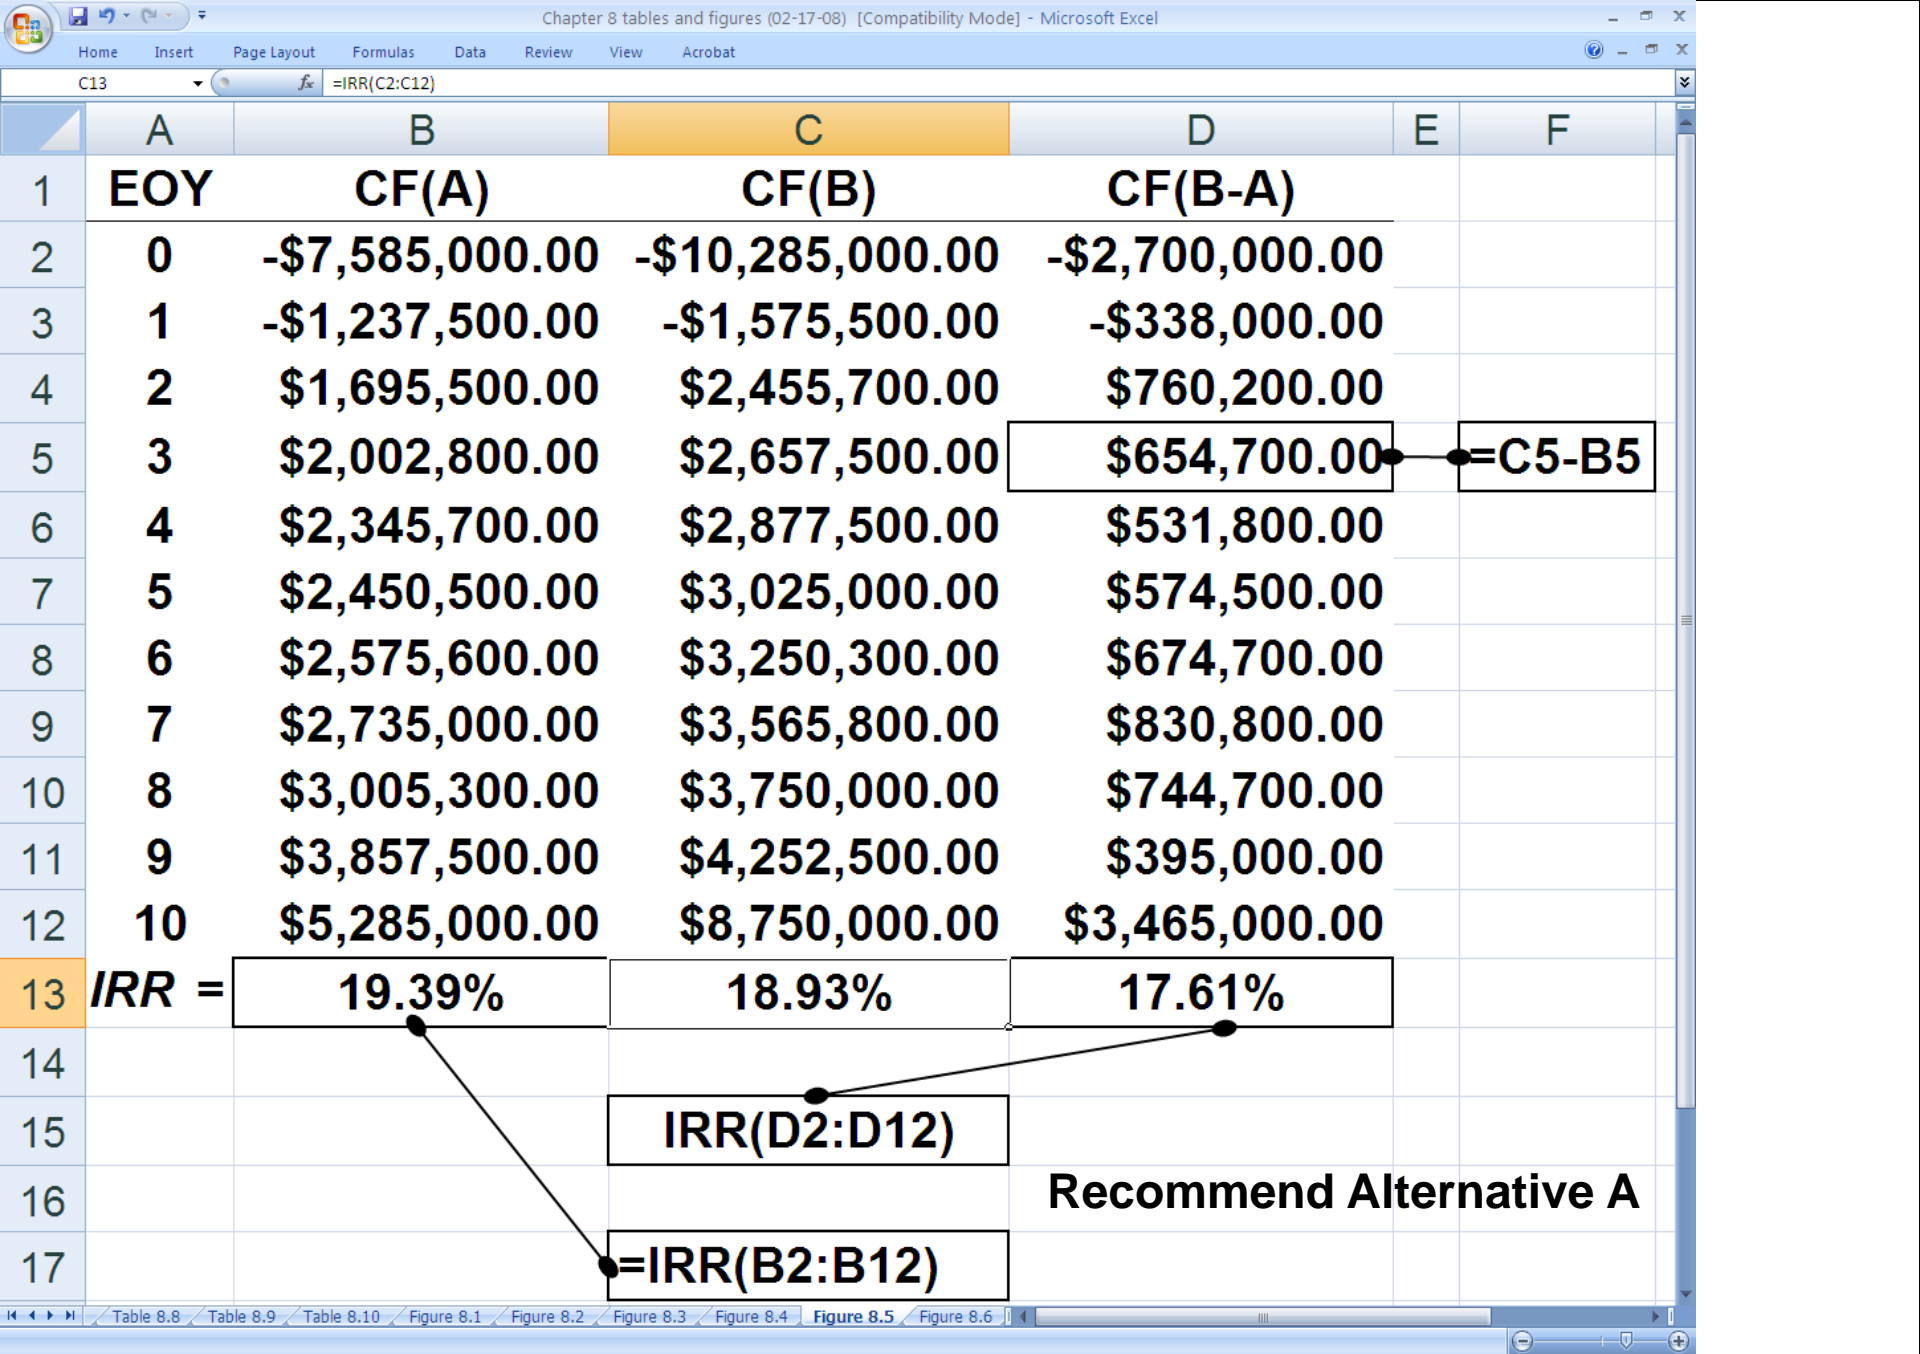 Chapter 8 tables and figures (02-17-08) [Compatibility Mode] - Microsoft Excel
Home Insert Page Layout Formulas Data Review View Acrobat
C13 fx =IRR(C2:C12)
A B C D E F
1 EOY CF(A) CF(B) CF(B-A)
2 0 -$7,585,000.00 -$10,285,000.00 -$2,700,000.00
3 1 -$1,237,500.00 -$1,575,500.00 -$338,000.00
4 2 $1,695,500.00 $2,455,700.00 $760,200.00
5 3 $2,002,800.00 $2,657,500.00 $654,700.00 =C5-B5
6 4 $2,345,700.00 $2,877,500.00 $531,800.00
7 5 $2,450,500.00 $3,025,000.00 $574,500.00
8 6 $2,575,600.00 $3,250,300.00 $674,700.00
9 7 $2,735,000.00 $3,565,800.00 $830,800.00
10 8 $3,005,300.00 $3,750,000.00 $744,700.00
11 9 $3,857,500.00 $4,252,500.00 $395,000.00
12 10 $5,285,000.00 $8,750,000.00 $3,465,000.00
13 IRR = 19.39% 18.93% 17.61%
14
15 IRR(D2:D12)
16 Recommend Alternative A
17 =IRR(B2:B12)
Table 8.8 Table 8.9 Table 8.10 Figure 8.1 Figure 8.2 Figure 8.3 Figure 8.4 Figure 8.5 Figure 8.6